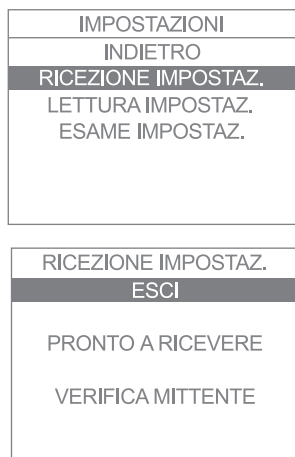 IMPOSTAZIONI
INDIETRO
RICEZIONE IMPOSTAZ.
LETTURA IMPOSTAZ.
ESAME IMPOSTAZ.
RICEZIONE IMPOSTAZ.
ESCI
PRONTO A RICEVERE
VERIFICA MITTENTE